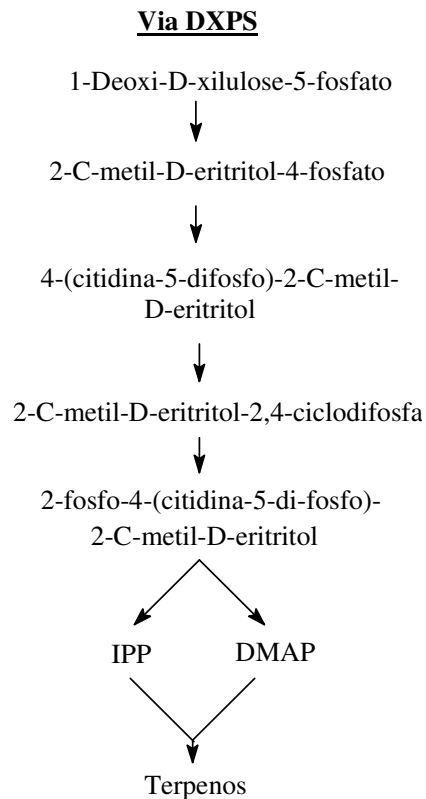 Via DXPS
1-Deoxi-D-xilulose-5-fosfato
2-C-metil-D-eritritol-4-fosfato
4-(citidina-5-difosfo)-2-C-metil-
D-eritritol
2-C-metil-D-eritritol-2,4-ciclodifosfa
2-fosfo-4-(citidina-5-di-fosfo)-
2-C-metil-D-eritritol
IPP DMAP
Terpenos